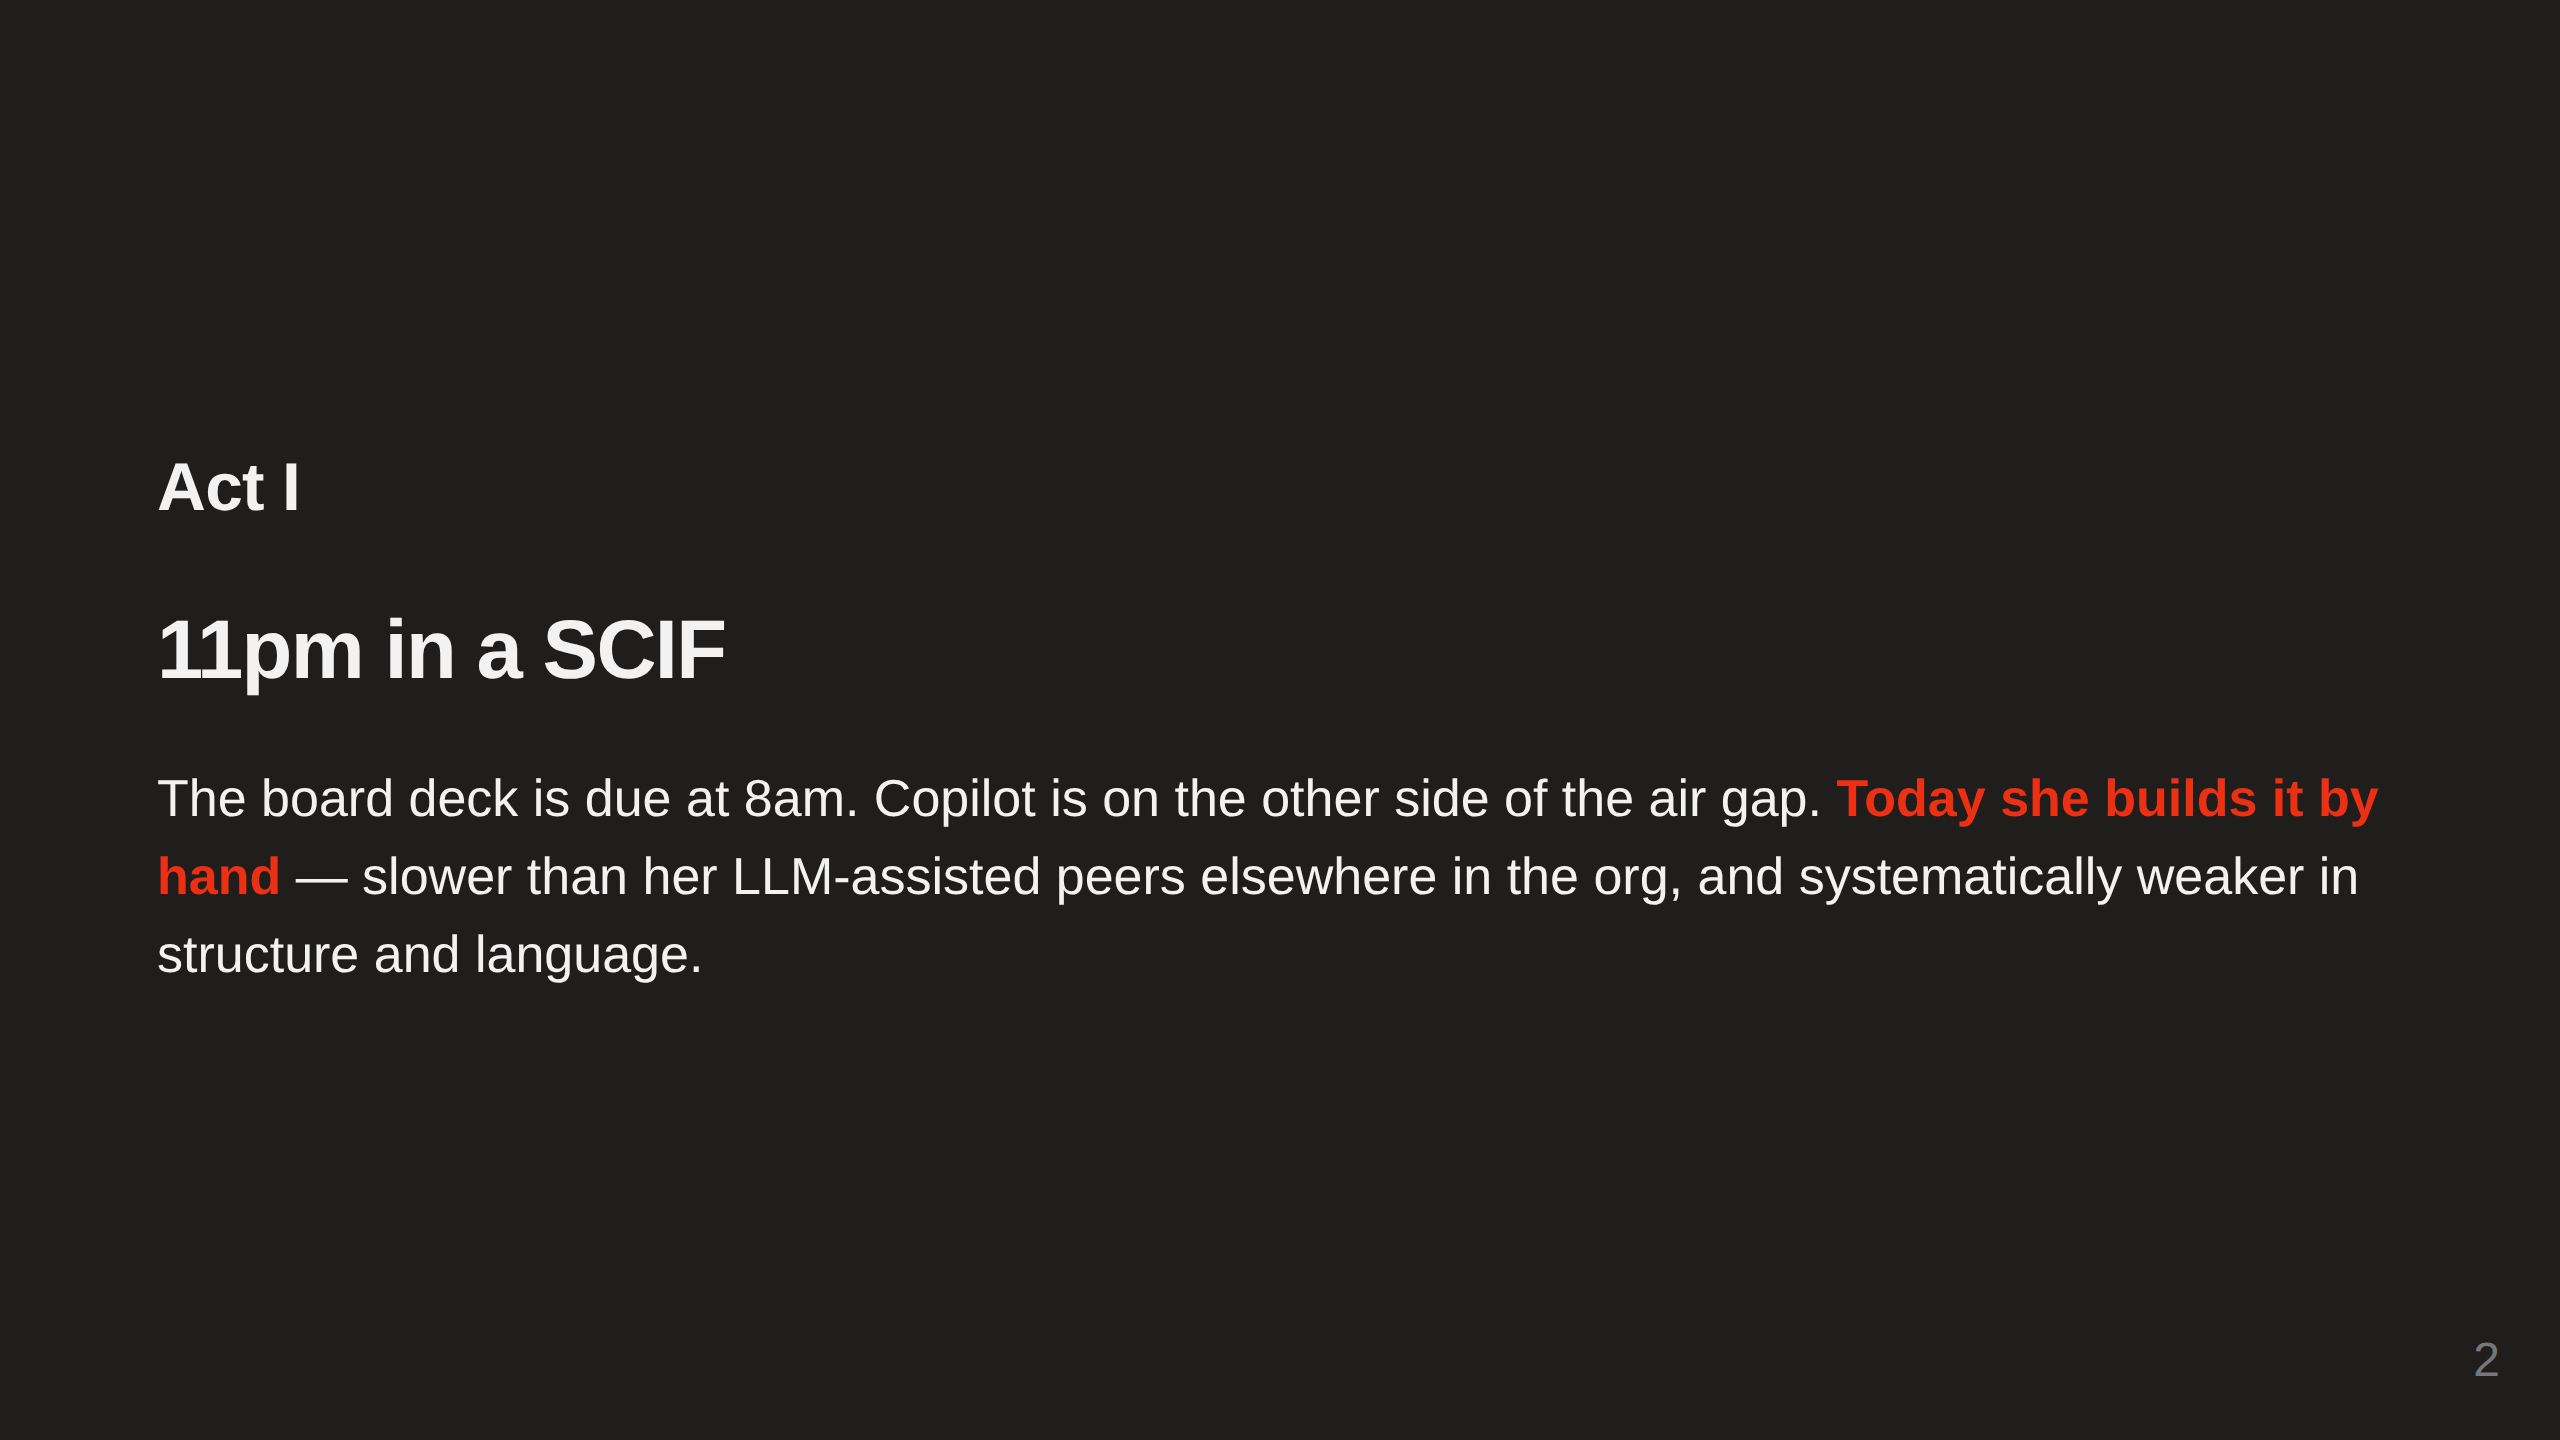 Act I
11pm in a SCIF
The board deck is due at 8am. Copilot is on the other side of the air gap. Today she builds it by
hand — slower than her LLM-assisted peers elsewhere in the org, and systematically weaker in
structure and language.
2